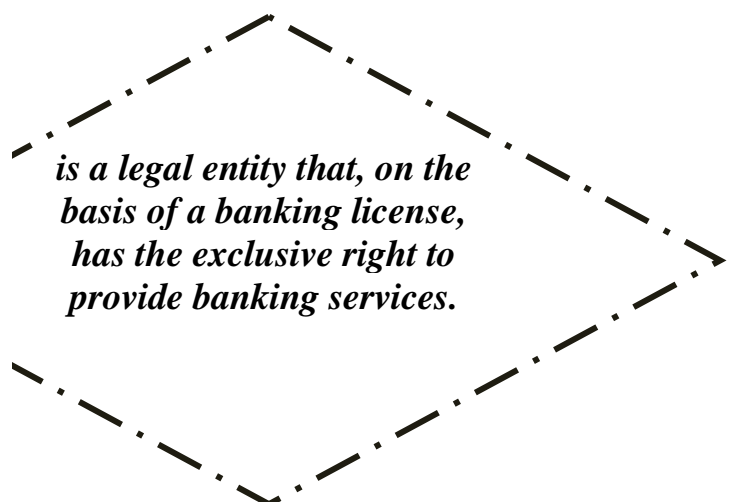 is a legal entity that, on the
basis of a banking license,
has the exclusive right to
provide banking services.